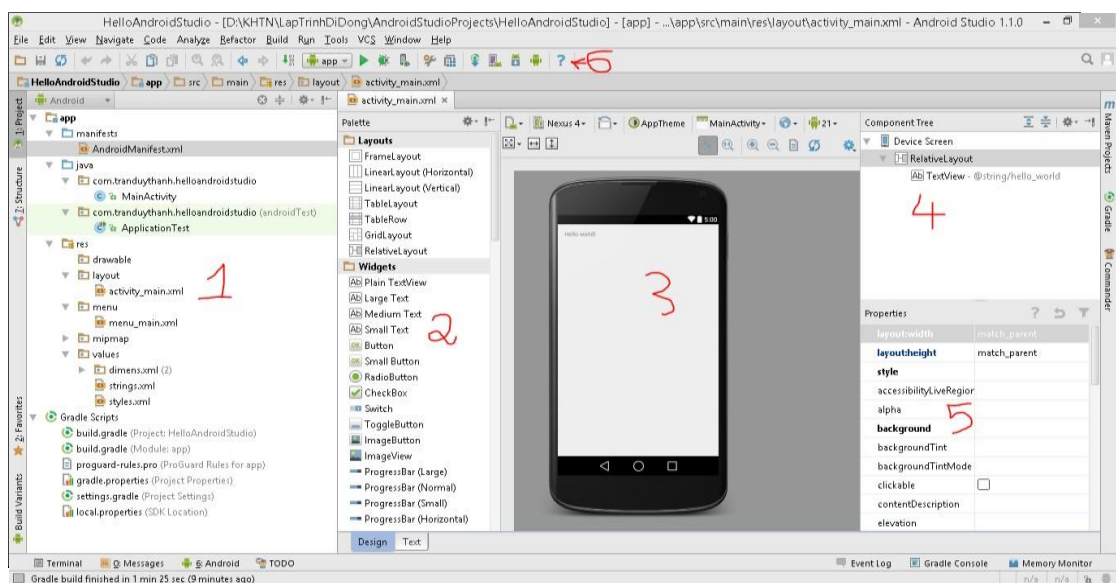 HelloAndroidStudio - [D:\KHTN\LapTrinhDiDong\AndroidStudioProjects\HelloAndroidStudio] - [app] - ...\app\src\main\res\layout\activity_main.xml - Android Studio 1.1.0
File Edit View Navigate Code Analyze Refactor Build Run Tools VCS Window Help
app ? 6
HelloAndroidStudio app src main res layout activity_main.xml
1: Project
7: Structure
2: Favorites
Build Variants
Android
app
manifests
AndroidManifest.xml
java
com.tranduythanh.helloandroidstudio
MainActivity
com.tranduythanh.helloandroidstudio (androidTest)
ApplicationTest
res
drawable
layout
activity_main.xml
menu
menu_main.xml
mipmap
values
dimens.xml (2)
strings.xml
styles.xml
Gradle Scripts
build.gradle (Project: HelloAndroidStudio)
build.gradle (Module: app)
proguard-rules.pro (ProGuard Rules for app)
gradle.properties (Project Properties)
settings.gradle (Project Settings)
local.properties (SDK Location)
1
activity_main.xml
Palette
Layouts
FrameLayout
LinearLayout (Horizontal)
LinearLayout (Vertical)
TableLayout
TableRow
GridLayout
RelativeLayout
Widgets
Plain TextView
Large Text
Medium Text
Small Text
Button
Small Button
RadioButton
CheckBox
Switch
ToggleButton
ImageButton
ImageView
ProgressBar (Large)
ProgressBar (Normal)
ProgressBar (Small)
ProgressBar (Horizontal)
2
Design Text
Nexus 4 AppTheme MainActivity 21
5:00
Hello world!
3
Component Tree
Device Screen
RelativeLayout
Ab TextView - @string/hello_world
4
Properties
layout:width match_parent
layout:height match_parent
style
accessibilityLiveRegior
alpha
background
backgroundTint
backgroundTintMode
clickable
contentDescription
elevation
5
m
Maven Projects
Gradle
Commander
Terminal 0: Messages 6: Android TODO Event Log Gradle Console Memory Monitor
Gradle build finished in 1 min 25 sec (9 minutes ago) n/a n/a